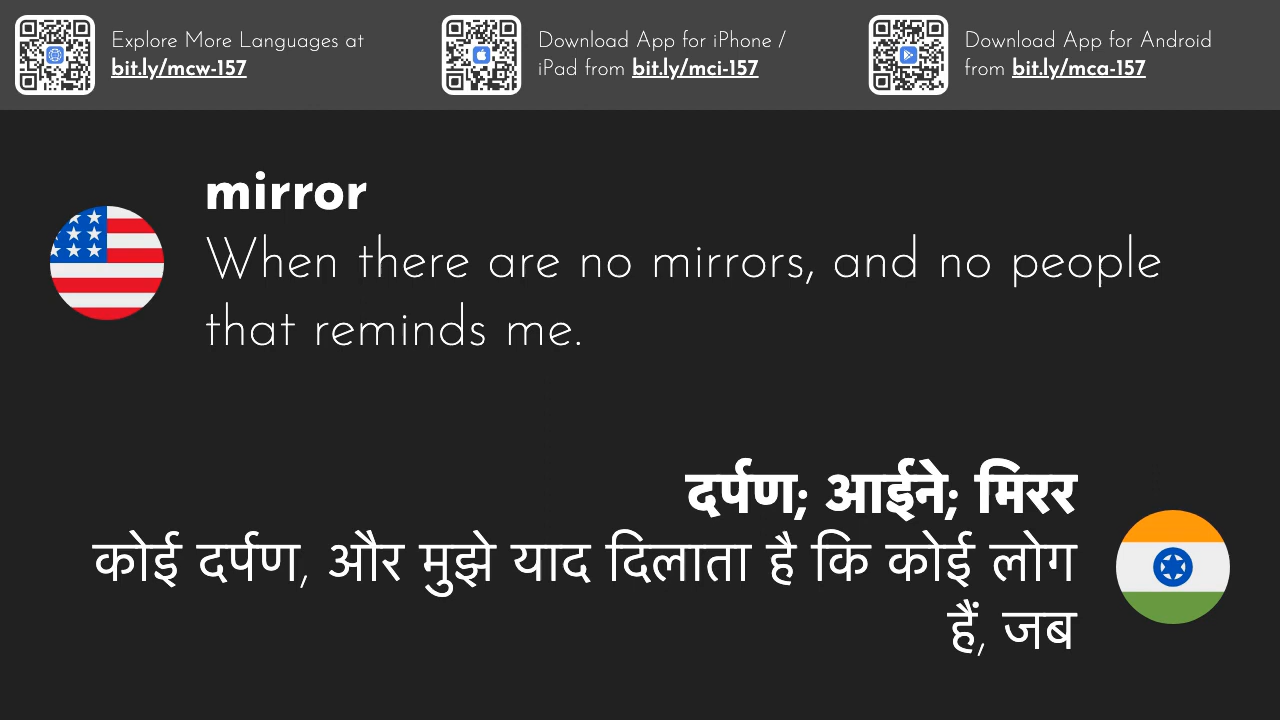 Explore More Languages at
bit.ly/mcw-157
Download App for iPhone /
iPad from bit.ly/mci-157
Download App for Android
from bit.ly/mca-157
mirror
When there are no mirrors, and no people
that reminds me.
दर्पण; आईने; मिरर
कोई दर्पण, और मुझे याद दिलाता है कि कोई लोग
हैं, जब